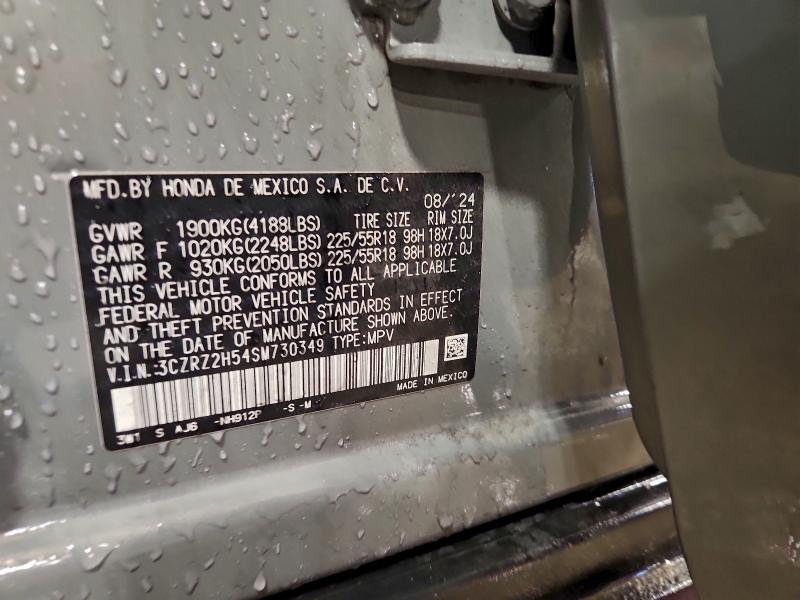 MFD.BY HONDA DE MEXICO S.A. DE C.V.
08/'24
GVWR 1900KG(4188LBS) TIRE SIZE RIM SIZE
GAWR F 1020KG(2248LBS) 225/55R18 98H 18X7.0J
GAWR R 930KG(2050LBS) 225/55R18 98H 18X7.0J
THIS VEHICLE CONFORMS TO ALL APPLICABLE
FEDERAL MOTOR VEHICLE SAFETY
AND THEFT PREVENTION STANDARDS IN EFFECT
ON THE DATE OF MANUFACTURE SHOWN ABOVE.
V.I.N.:3CZRZ2H54SM730349 TYPE:MPV
MADE IN MEXICO
3W1 S AJ6 -NH912P -S -M